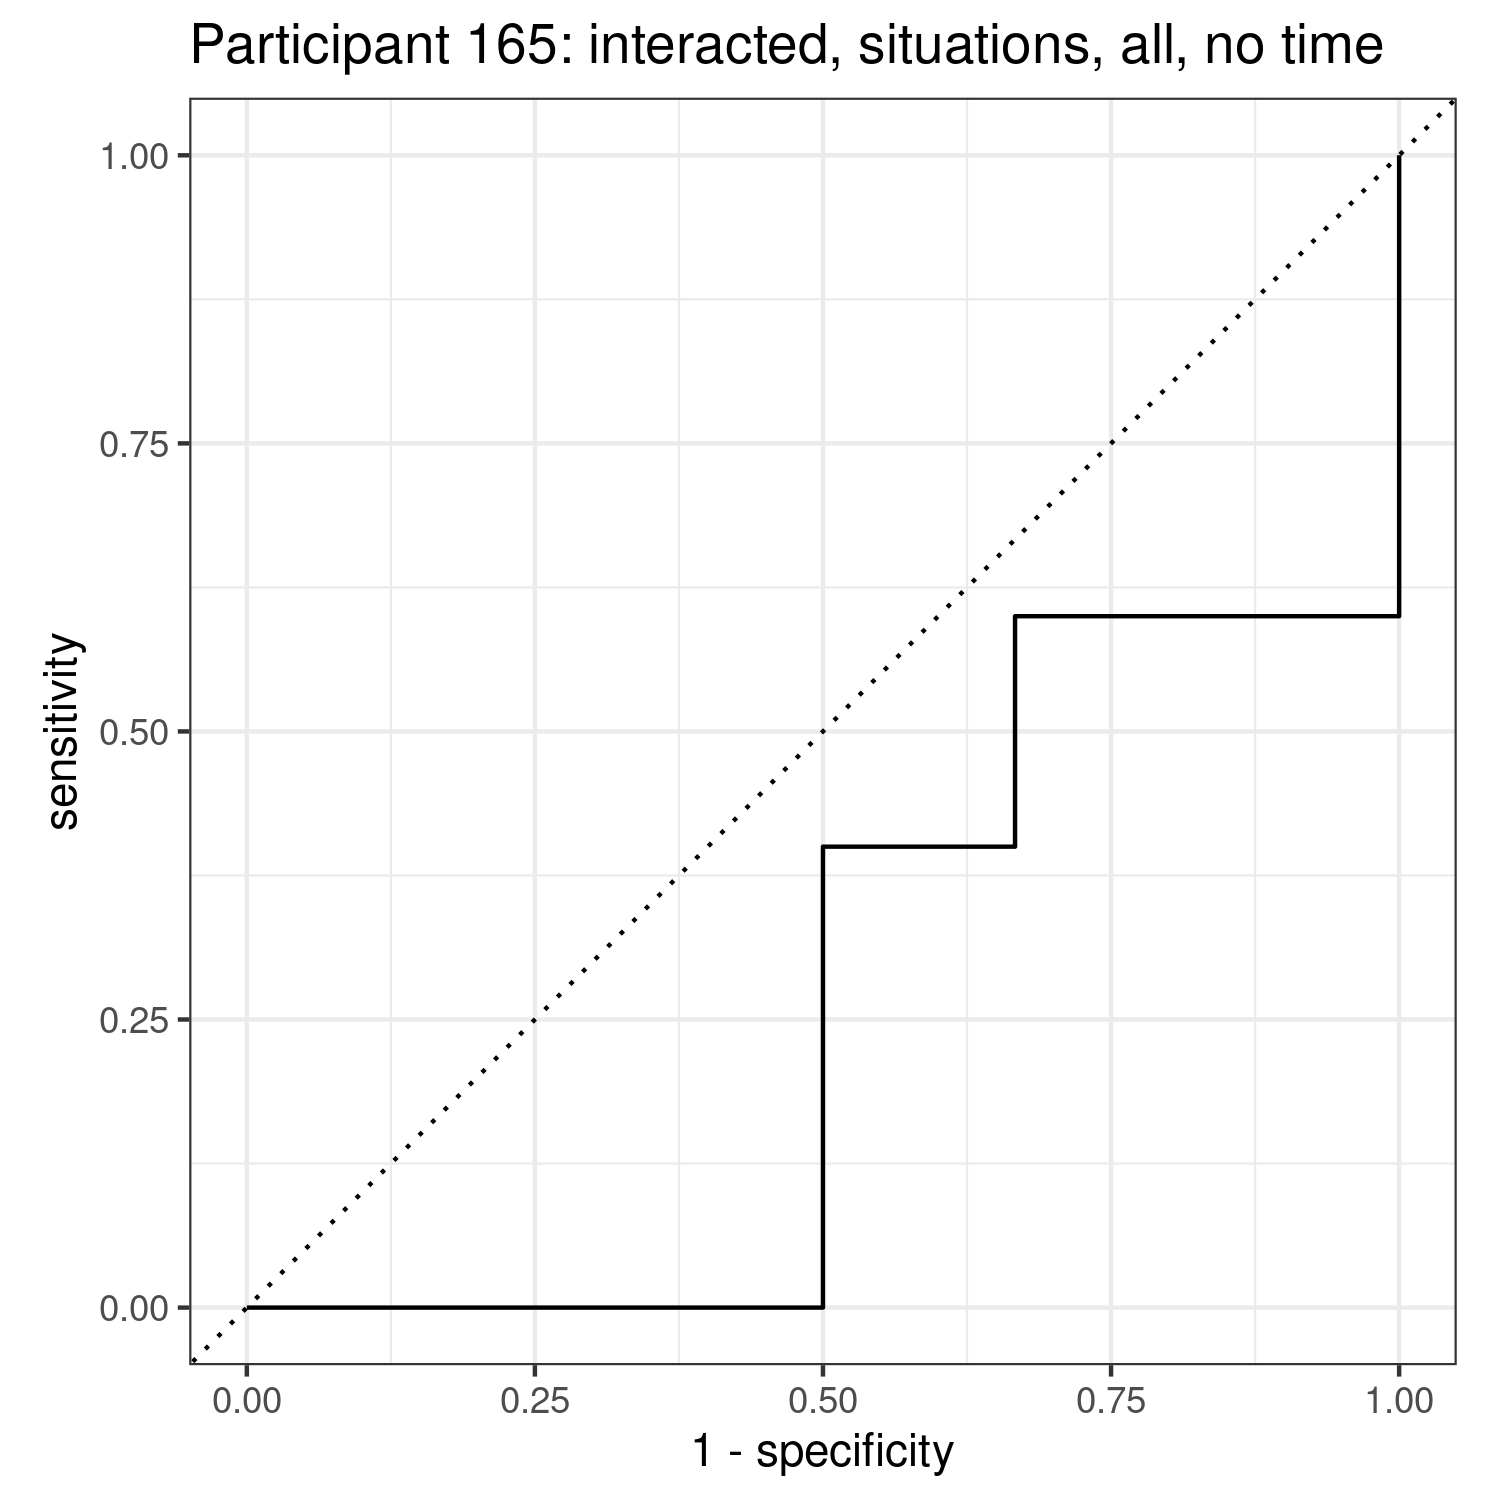 Participant 165: interacted, situations, all, no time
1.00
0.75
0.50
0.25
0.00
sensitivity
0.00 0.25 0.50 0.75 1.00
1 - specificity